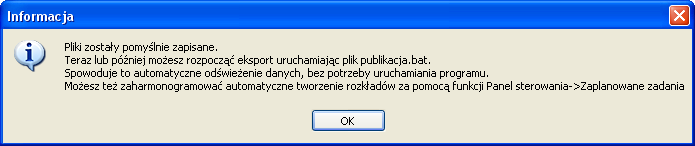 Informacja
Pliki zostały pomyślnie zapisane.
Teraz lub później możesz rozpocząć eksport uruchamiając plik publikacja.bat.
Spowoduje to automatyczne odświeżenie danych, bez potrzeby uruchamiania programu.
Możesz też zaharmonogramować automatyczne tworzenie rozkładów za pomocą funkcji Panel sterowania->Zaplanowane zadania
OK